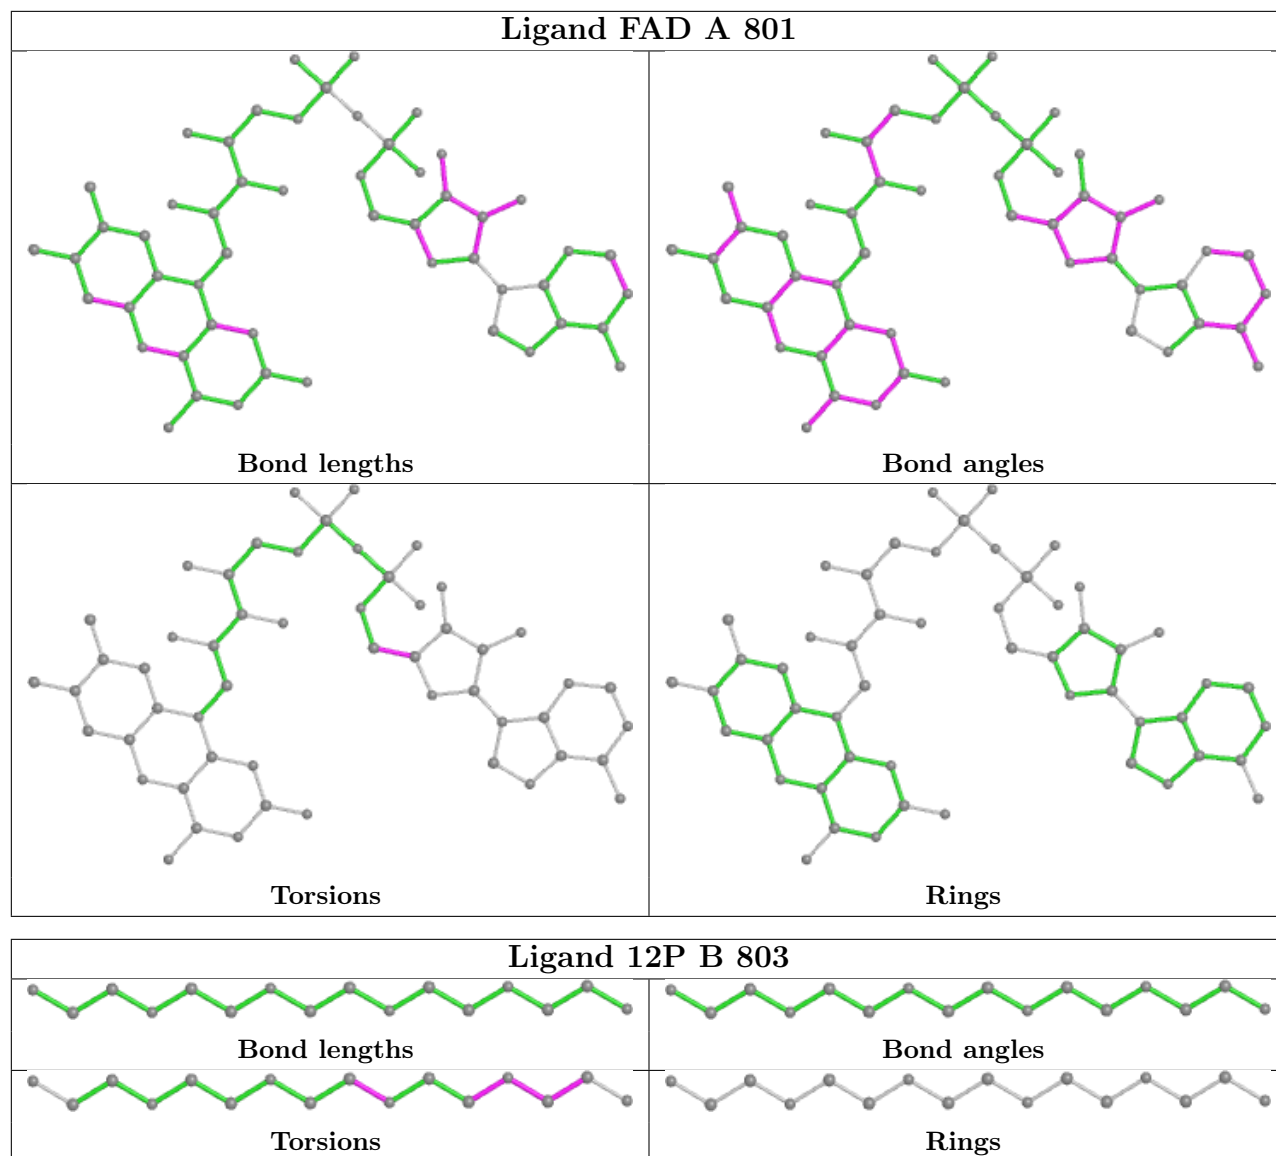 Ligand FAD A 801
Bond lengths
Bond angles
Torsions
Rings
Ligand 12P B 803
Bond lengths
Bond angles
Torsions
Rings